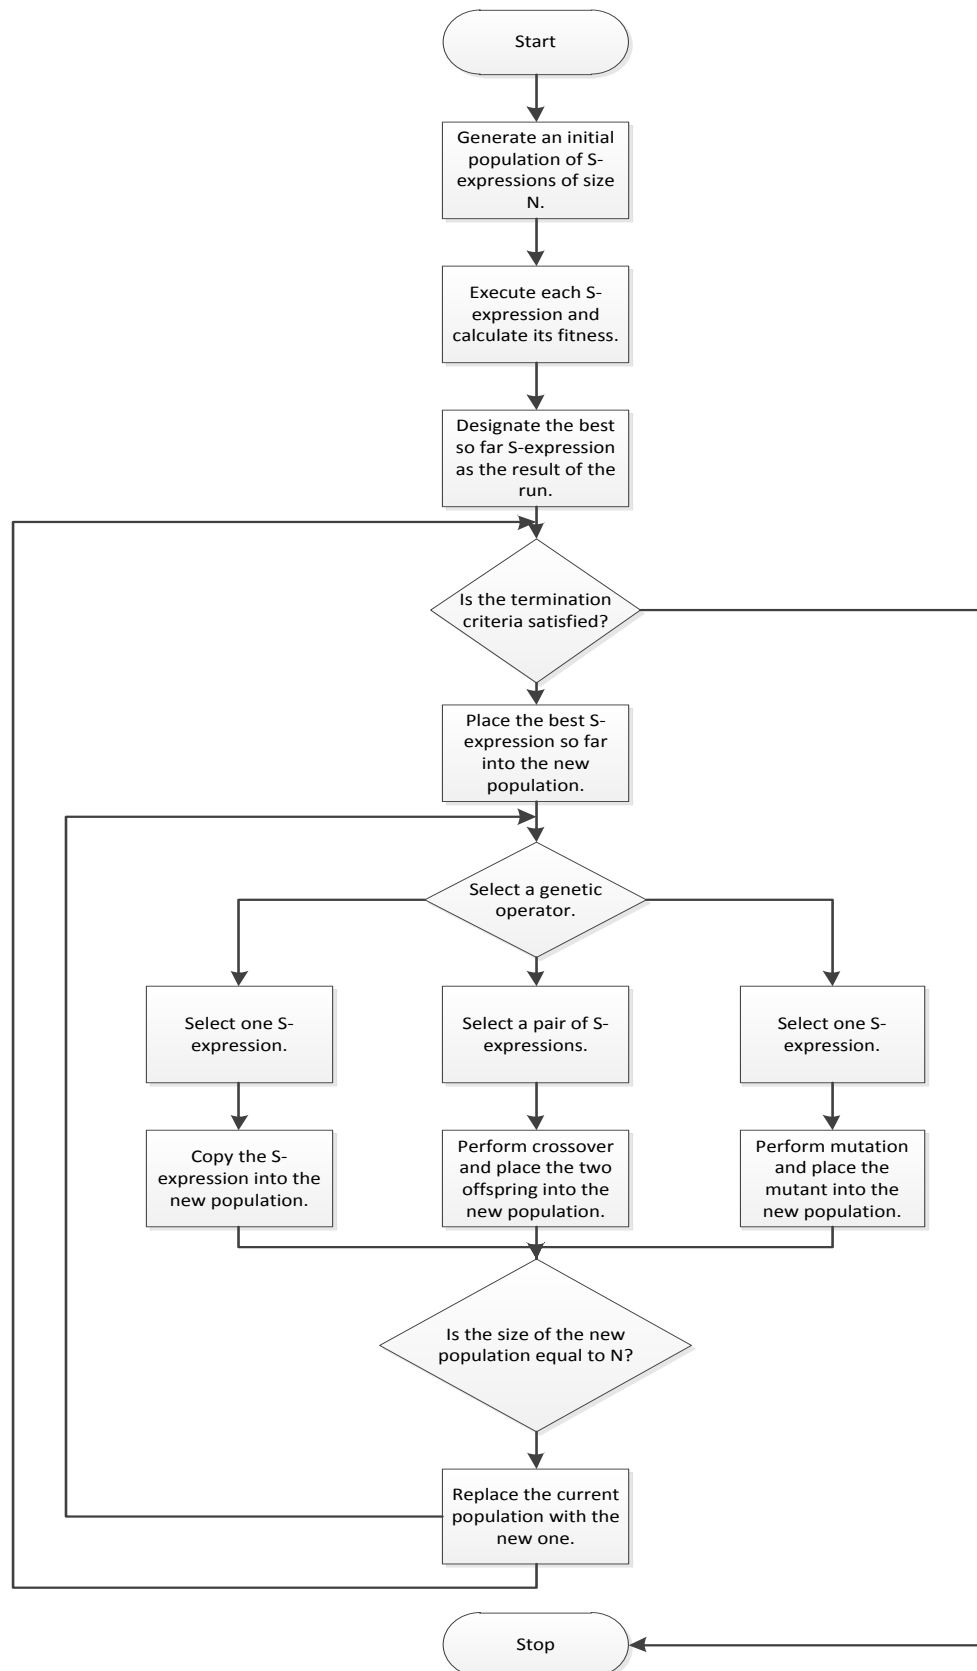 Start
Generate an initial
population of S-
expressions of size
N.
Execute each S-
expression and
calculate its fitness.
Designate the best
so far S-expression
as the result of the
run.
Is the termination
criteria satisfied?
Place the best S-
expression so far
into the new
population.
Select a genetic
operator.
Select one S-
expression.
Select a pair of S-
expressions.
Select one S-
expression.
Copy the S-
expression into the
new population.
Perform crossover
and place the two
offspring into the
new population.
Perform mutation
and place the
mutant into the
new population.
Is the size of the new
population equal to N?
Replace the current
population with the
new one.
Stop